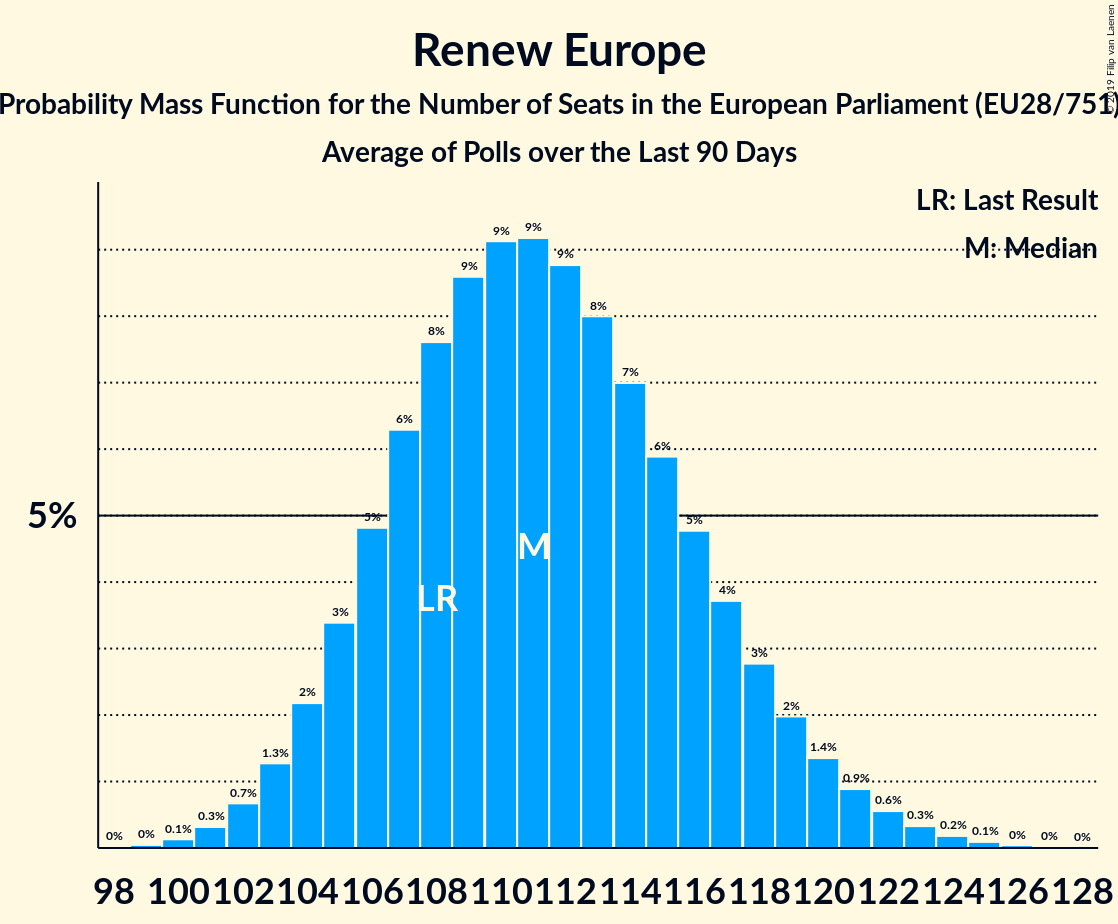 Renew Europe
Probability Mass Function for the Number of Seats in the European Parliament (EU28/751)
Average of Polls over the Last 90 Days
© 2019 Filip van Laenen
LR: Last Result
M: Median
5%
0% 0% 0.1% 0.3% 0.7% 1.3% 2% 3% 5% 6% 8% 9% 9% 9% 9% 8% 7% 6% 5% 4% 3% 2% 1.4% 0.9% 0.6% 0.3% 0.2% 0.1% 0% 0% 0%
LR
M
98 100 102 104 106 108 110 112 114 116 118 120 122 124 126 128